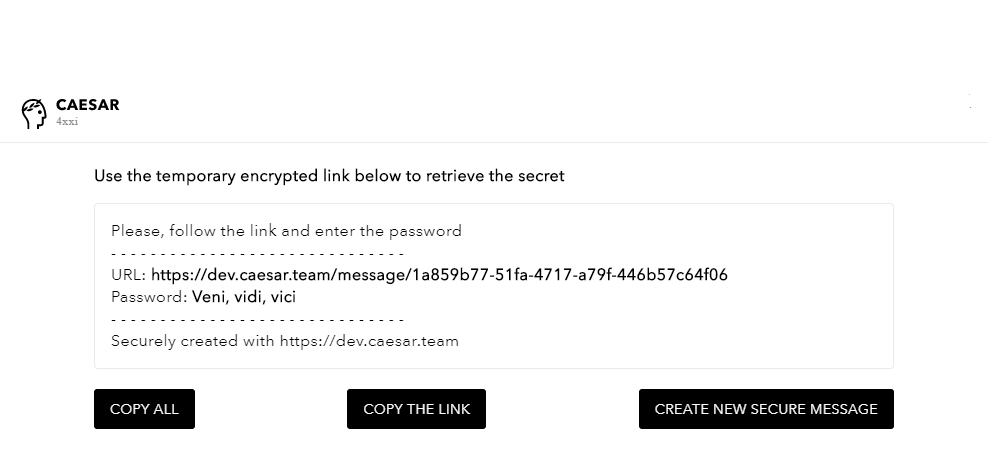 CAESAR
4xxi
Use the temporary encrypted link below to retrieve the secret
Please, follow the link and enter the password
- - - - - - - - - - - - - - - - - - - - - - - - - - - - - -
URL: https://dev.caesar.team/message/1a859b77-51fa-4717-a79f-446b57c64f06
Password: Veni, vidi, vici
- - - - - - - - - - - - - - - - - - - - - - - - - - - - - -
Securely created with https://dev.caesar.team
COPY ALL
COPY THE LINK
CREATE NEW SECURE MESSAGE